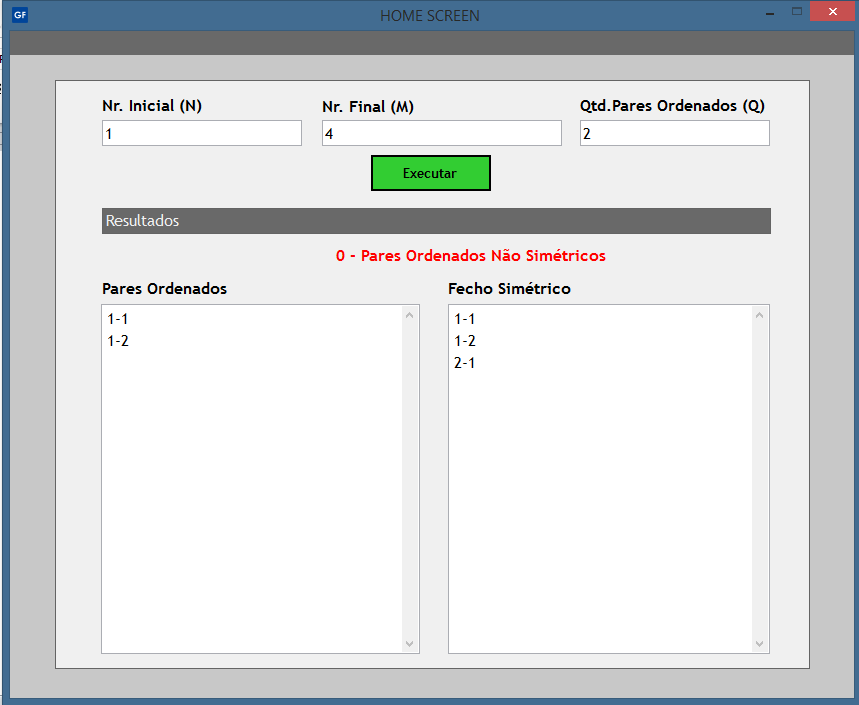 GF HOME SCREEN
Nr. Inicial (N) Nr. Final (M) Qtd.Pares Ordenados (Q)
1 4 2
Executar
Resultados
0 - Pares Ordenados Não Simétricos
Pares Ordenados Fecho Simétrico
1-1 1-1
1-2 1-2
2-1